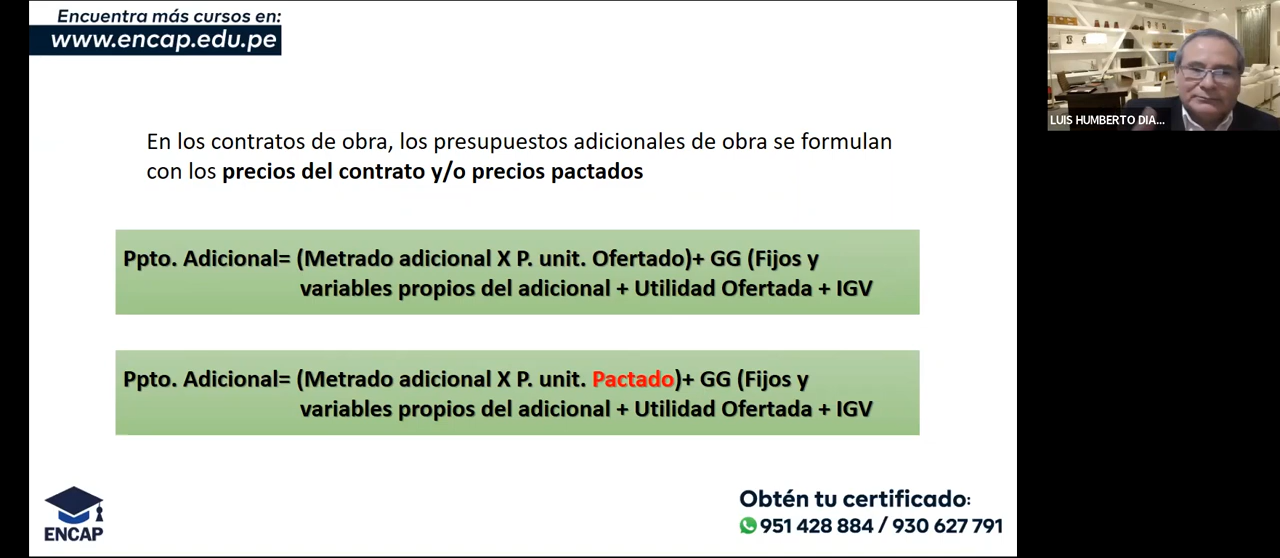 Encuentra más cursos en:
www.encap.edu.pe
LUIS HUMBERTO DIA...
En los contratos de obra, los presupuestos adicionales de obra se formulan
con los precios del contrato y/o precios pactados
Ppto. Adicional= (Metrado adicional X P. unit. Ofertado)+ GG (Fijos y
variables propios del adicional + Utilidad Ofertada + IGV
Ppto. Adicional= (Metrado adicional X P. unit. Pactado)+ GG (Fijos y
variables propios del adicional + Utilidad Ofertada + IGV
ENCAP
Obtén tu certificado:
951 428 884 / 930 627 791